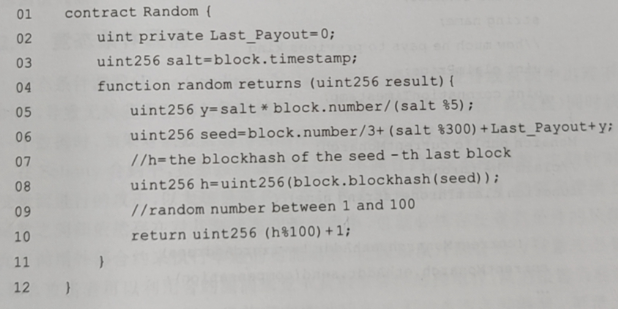 01 contract Random {
02 uint private Last_Payout=0;
03 uint256 salt=block.timestamp;
04 function random returns (uint256 result){
05 uint256 y=salt * block.number/(salt %5);
06 uint256 seed=block.number/3+(salt %300)+Last_Payout+y;
07 //h=the blockhash of the seed -th last block
08 uint256 h=uint256(block.blockhash(seed));
09 //random number between 1 and 100
10 return uint256 (h%100)+1;
11 }
12 }